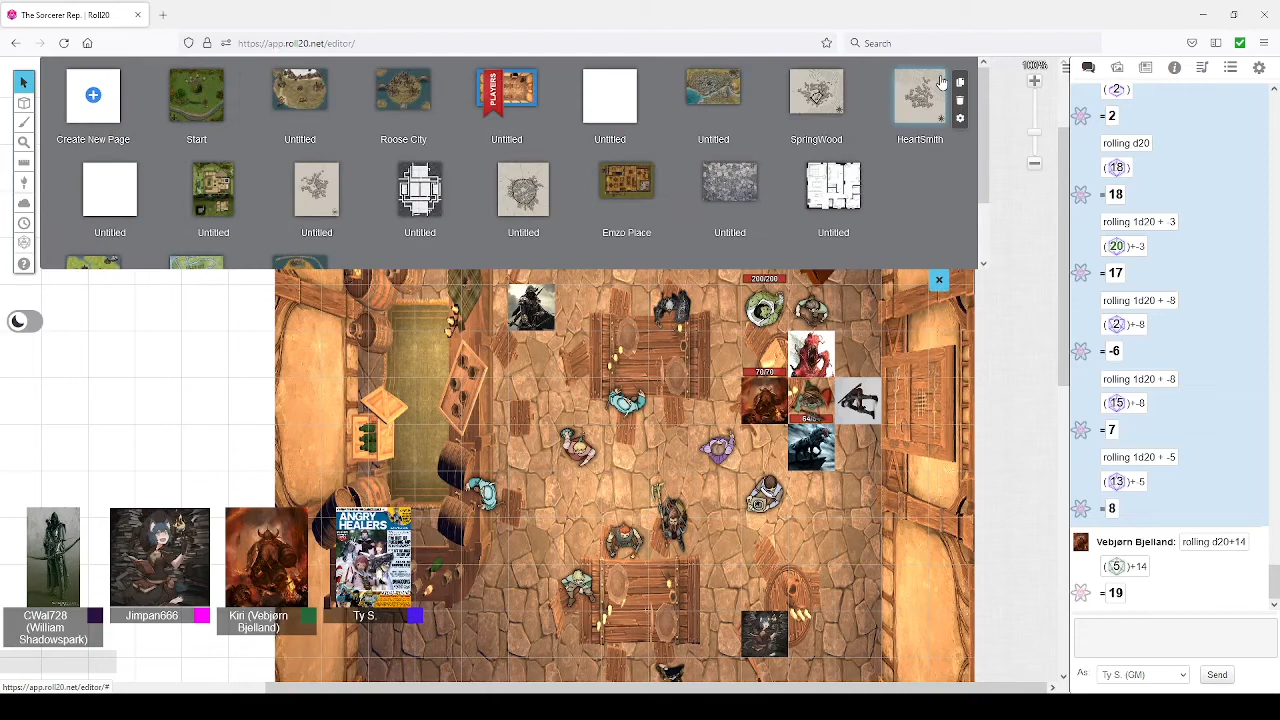 The Sorcerer Rep. | Roll20
https://app.roll20.net/editor/
Search
PLAYERS
Create New Page
Start
Untitled
Roose City
Untitled
Untitled
Untitled
SpringWood
HeartSmith
Untitled
Untitled
Untitled
Untitled
Untitled
Emzo Place
Untitled
Untitled
100%
(2)
= 2
rolling d20
(18)
= 18
rolling 1d20 + -3
(20)+-3
= 17
rolling 1d20 + -8
(2)+-8
= -6
rolling 1d20 + -8
(15)+-8
= 7
rolling 1d20 + -5
(13)+-5
= 8
Vebjørn Bjelland: rolling d20+14
(5)+14
= 19
As: Ty S. (GM)
Send
200/200
70/70
ANGRY
HEALERS
CWal728
(William
Shadowspark)
Jimpan666
Kiri (Vebjørn
Bjelland)
Ty S.
https://app.roll20.net/editor/#